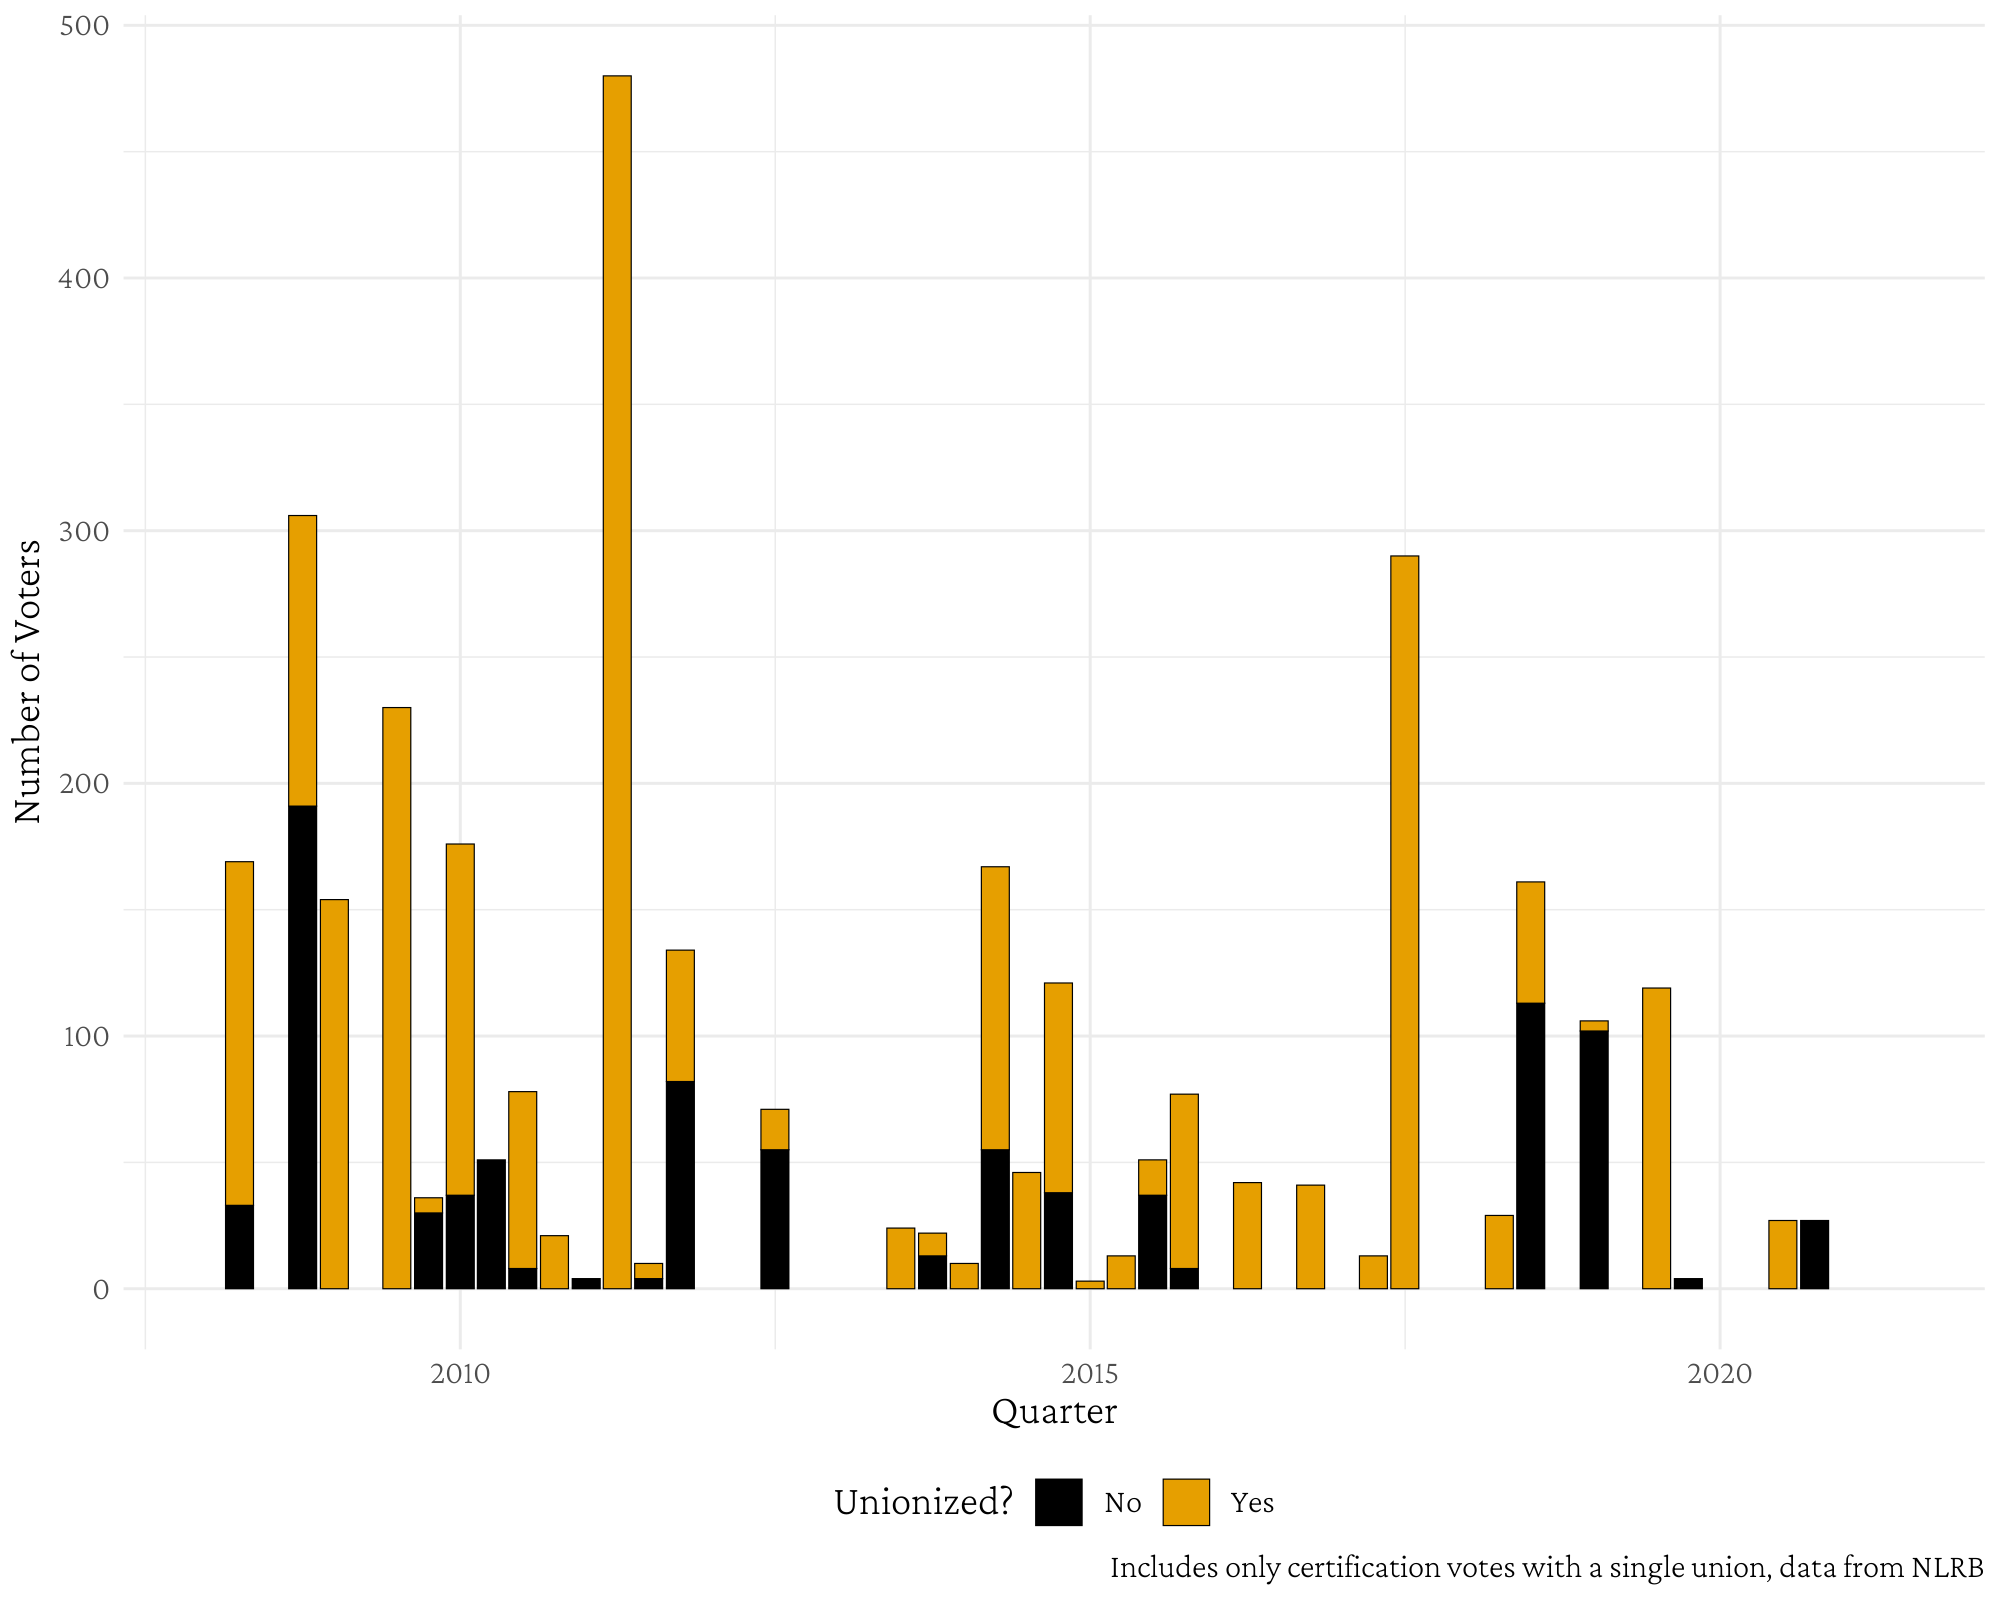 500
400
300
200
100
0
Number of Voters
2010 2015 2020
Quarter
Unionized? No Yes
Includes only certification votes with a single union, data from NLRB